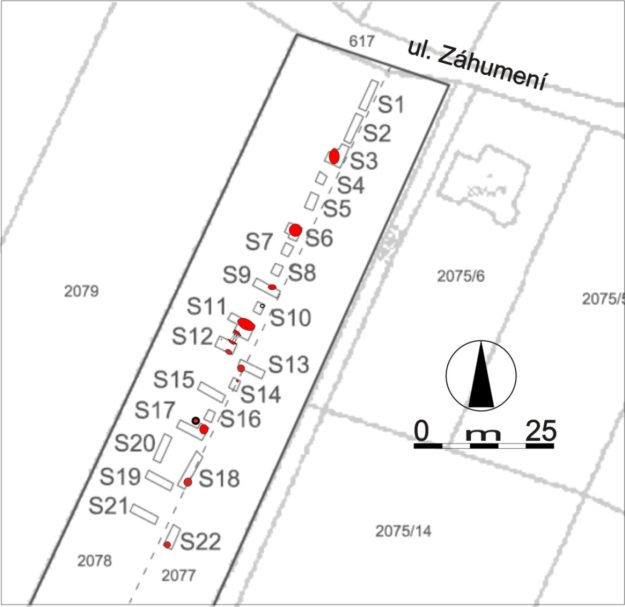 617
ul. Záhumení
S1
S2
S3
S4
S5
S6
S7
S8
S9
S10
S11
S12
S13
S14
S15
S16
S17
S18
S20
S19
S21
S22
2079
2075/6
2075/5
0 m 25
2075/14
2078
2077